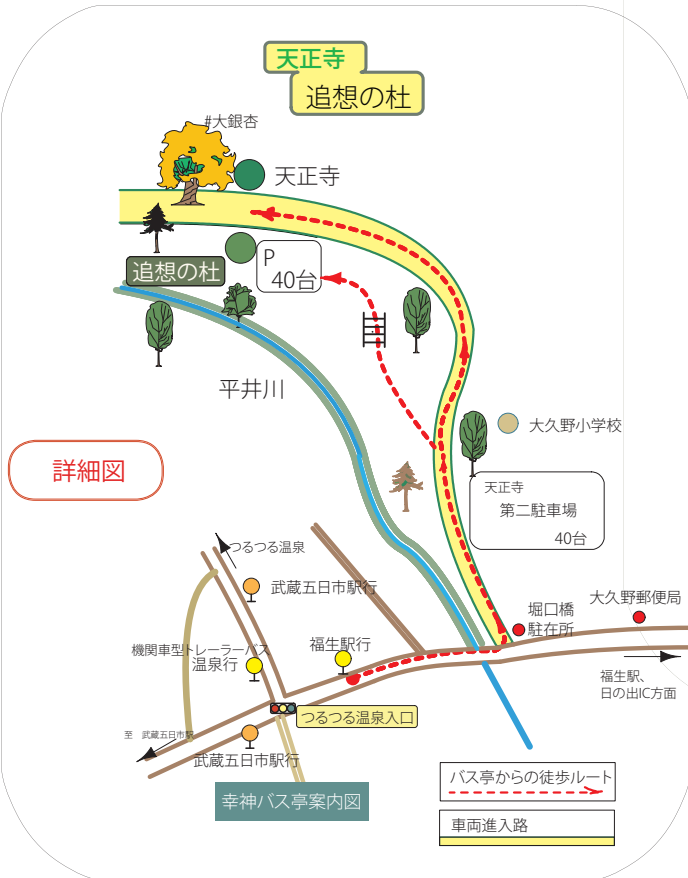 天正寺
追想の杜
#大銀杏
天正寺
P
40台
追想の杜
平井川
大久野小学校
詳細図
天正寺
第二駐車場
40台
つるつる温泉
武蔵五日市駅行
堀口橋
駐在所
大久野郵便局
機関車型トレーラーバス
温泉行
福生駅行
福生駅、
日の出IC方面
つるつる温泉入口
至 武蔵五日市駅
武蔵五日市駅行
幸神バス亭案内図
バス亭からの徒歩ルート
車両進入路